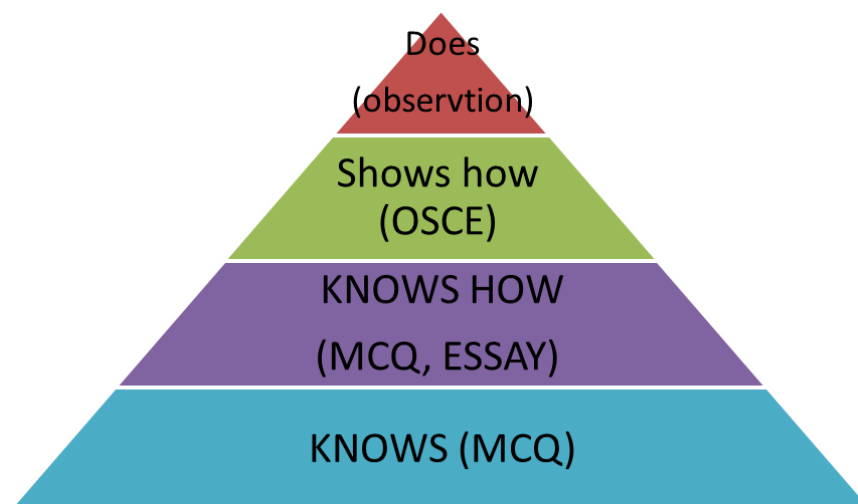 Does
(observtion)
Shows how
(OSCE)
KNOWS HOW
(MCQ, ESSAY)
KNOWS (MCQ)